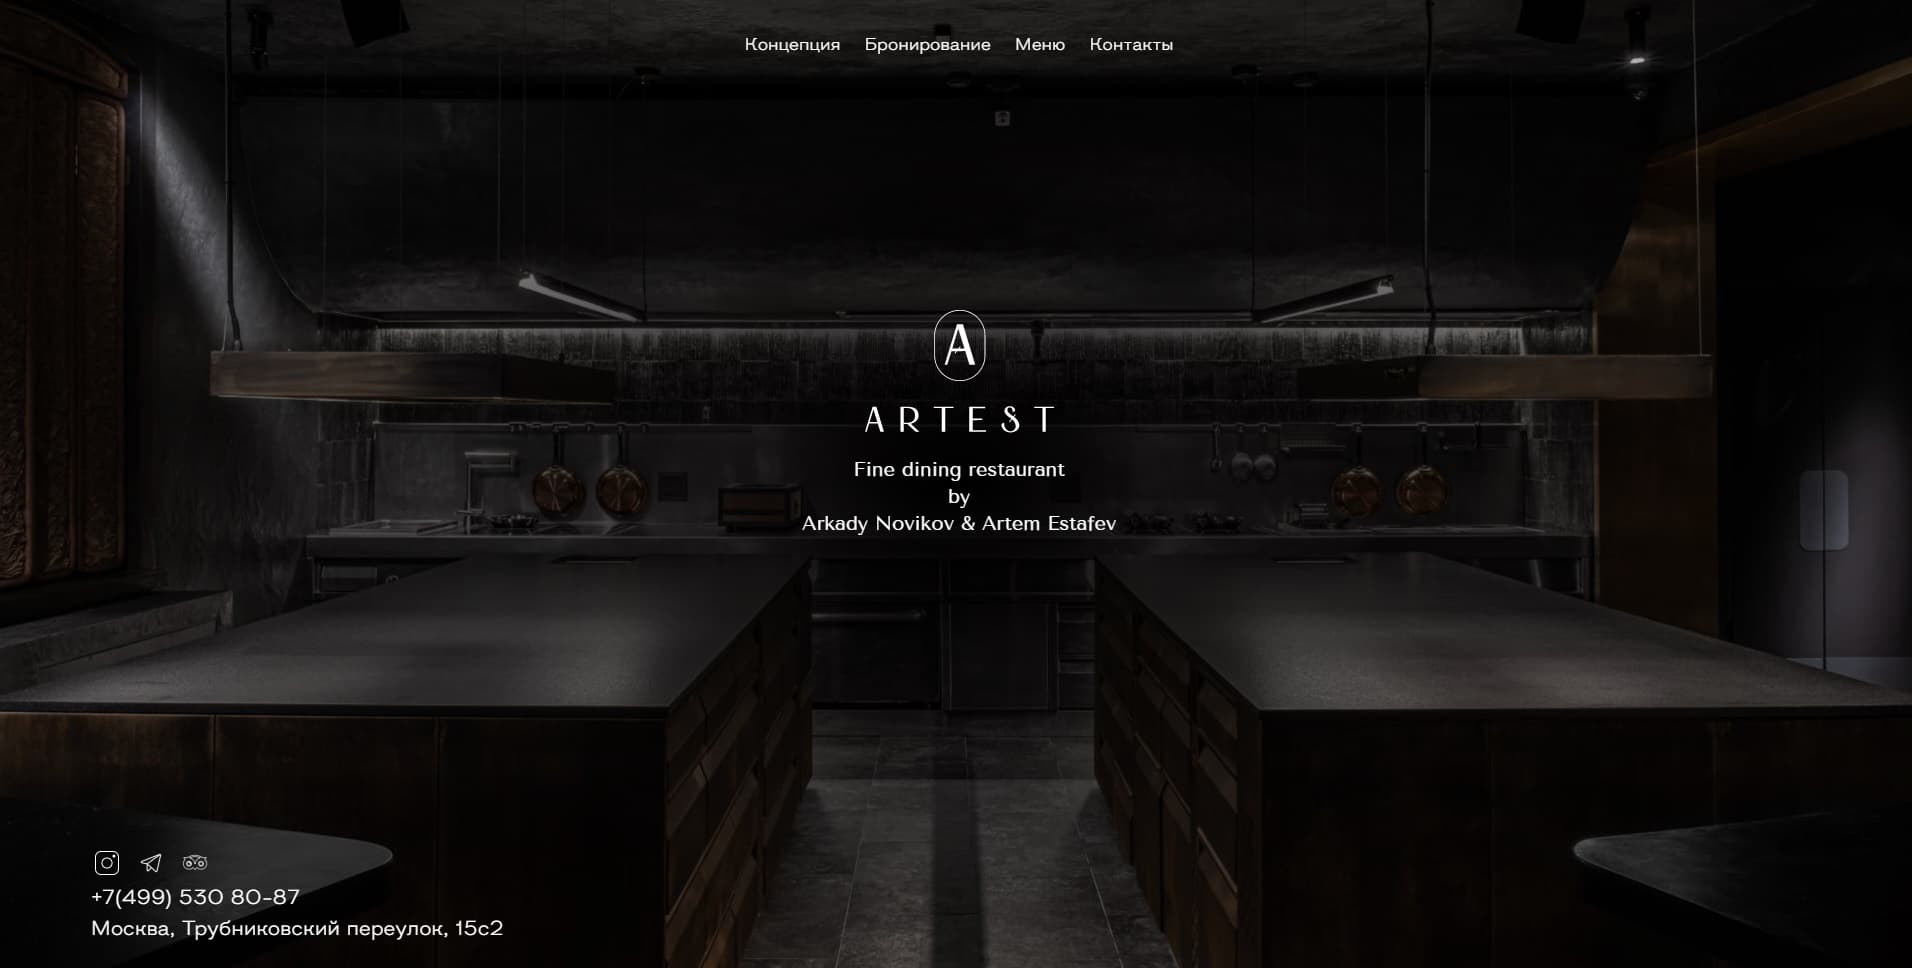 Концепция Бронирование Меню Контакты
A
ARTEST
Fine dining restaurant
by
Arkady Novikov & Artem Estafev
+7(499) 530 80-87
Москва, Трубниковский переулок, 15с2